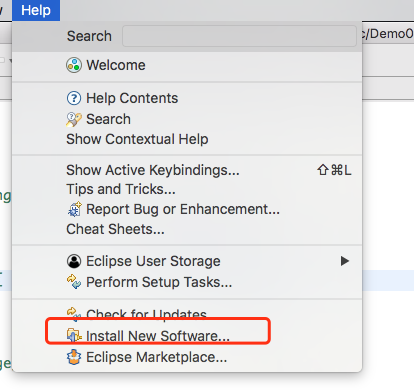 Help
Search
c/Demo0
Welcome
Help Contents
Search
Show Contextual Help
Show Active Keybindings... ⇧⌘L
Tips and Tricks...
Report Bug or Enhancement...
Cheat Sheets...
Eclipse User Storage
Perform Setup Tasks...
Check for Updates
Install New Software...
Eclipse Marketplace...